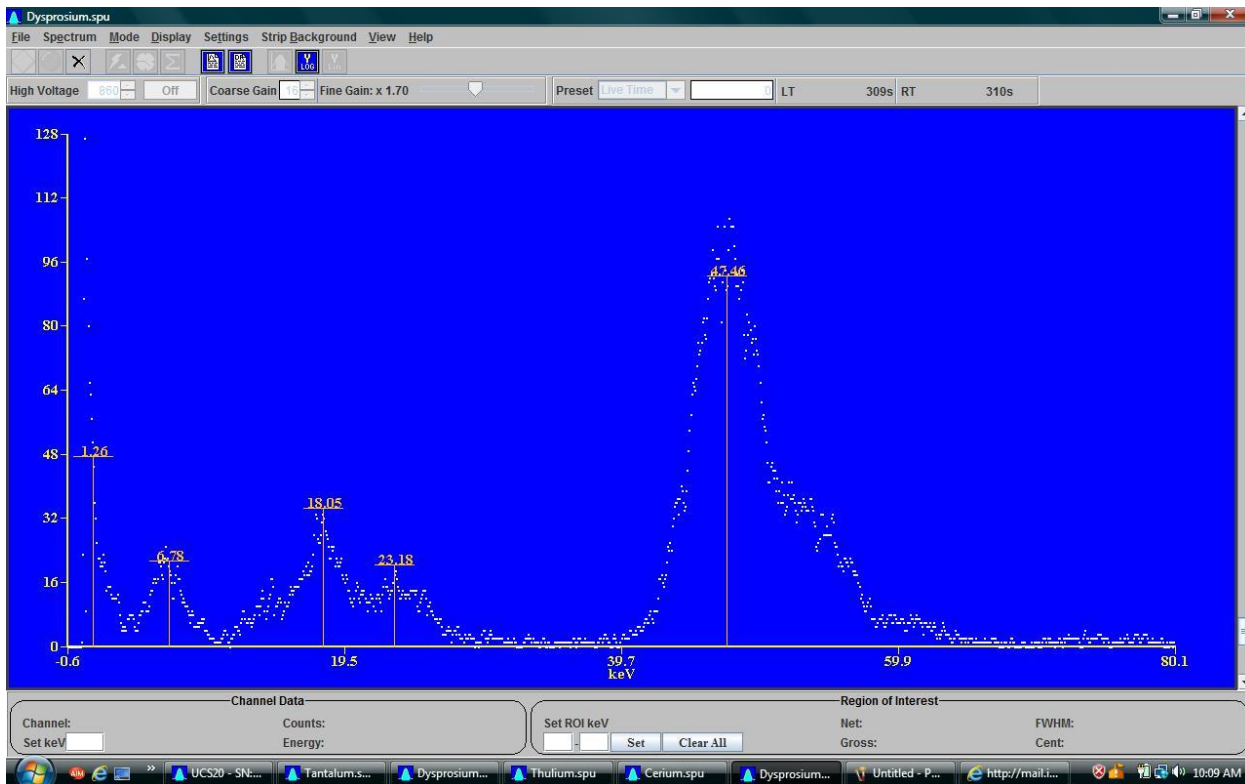 Dysprosium.spu
File Spectrum Mode Display Settings Strip Background View Help
Y LOG
High Voltage 860 Off Coarse Gain 16 Fine Gain: x 1.70 Preset Live Time 0 LT 309s RT 310s
128
112
96
80
64
48
32
16
0
47.46
1.26
18.05
6.78
23.18
-0.6 19.5 39.7 59.9 80.1
keV
Channel Data
Region of Interest
Channel: Counts: Set ROI keV Net: FWHM:
Set keV Energy: - Set Clear All Gross: Cent:
AIM » UCS20 - SN:... Tantalum.s... Dysprosium... Thulium.spu Cerium.spu Dysprosium... Untitled - P... http://mail.i... 10:09 AM